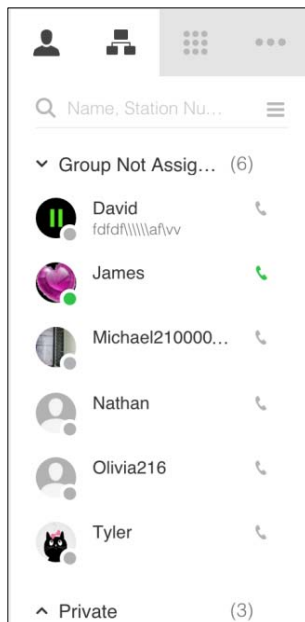 Name, Station Nu...
Group Not Assig... (6)
David
fdfdf\\\\\\af\vv
James
Michael210000...
Nathan
Olivia216
Tyler
Private (3)